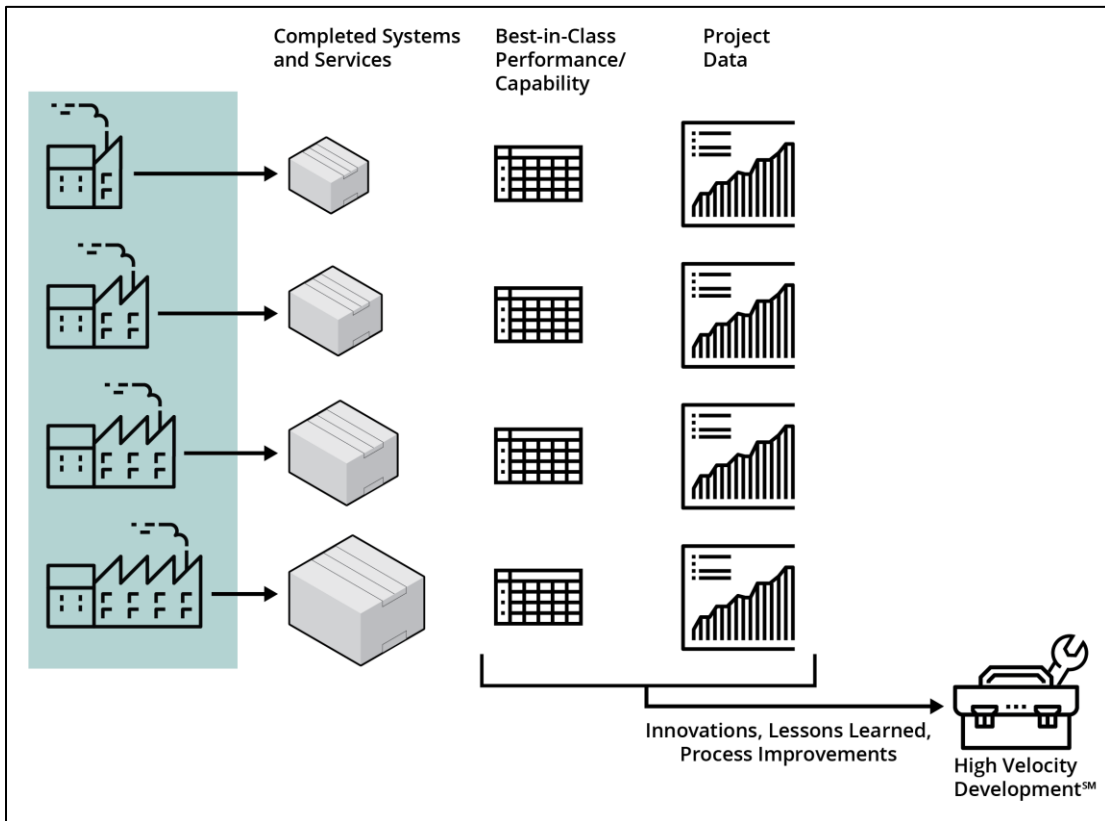 Completed Systems
and Services
Best-in-Class
Performance/
Capability
Project
Data
Innovations, Lessons Learned,
Process Improvements
High Velocity
Development℠